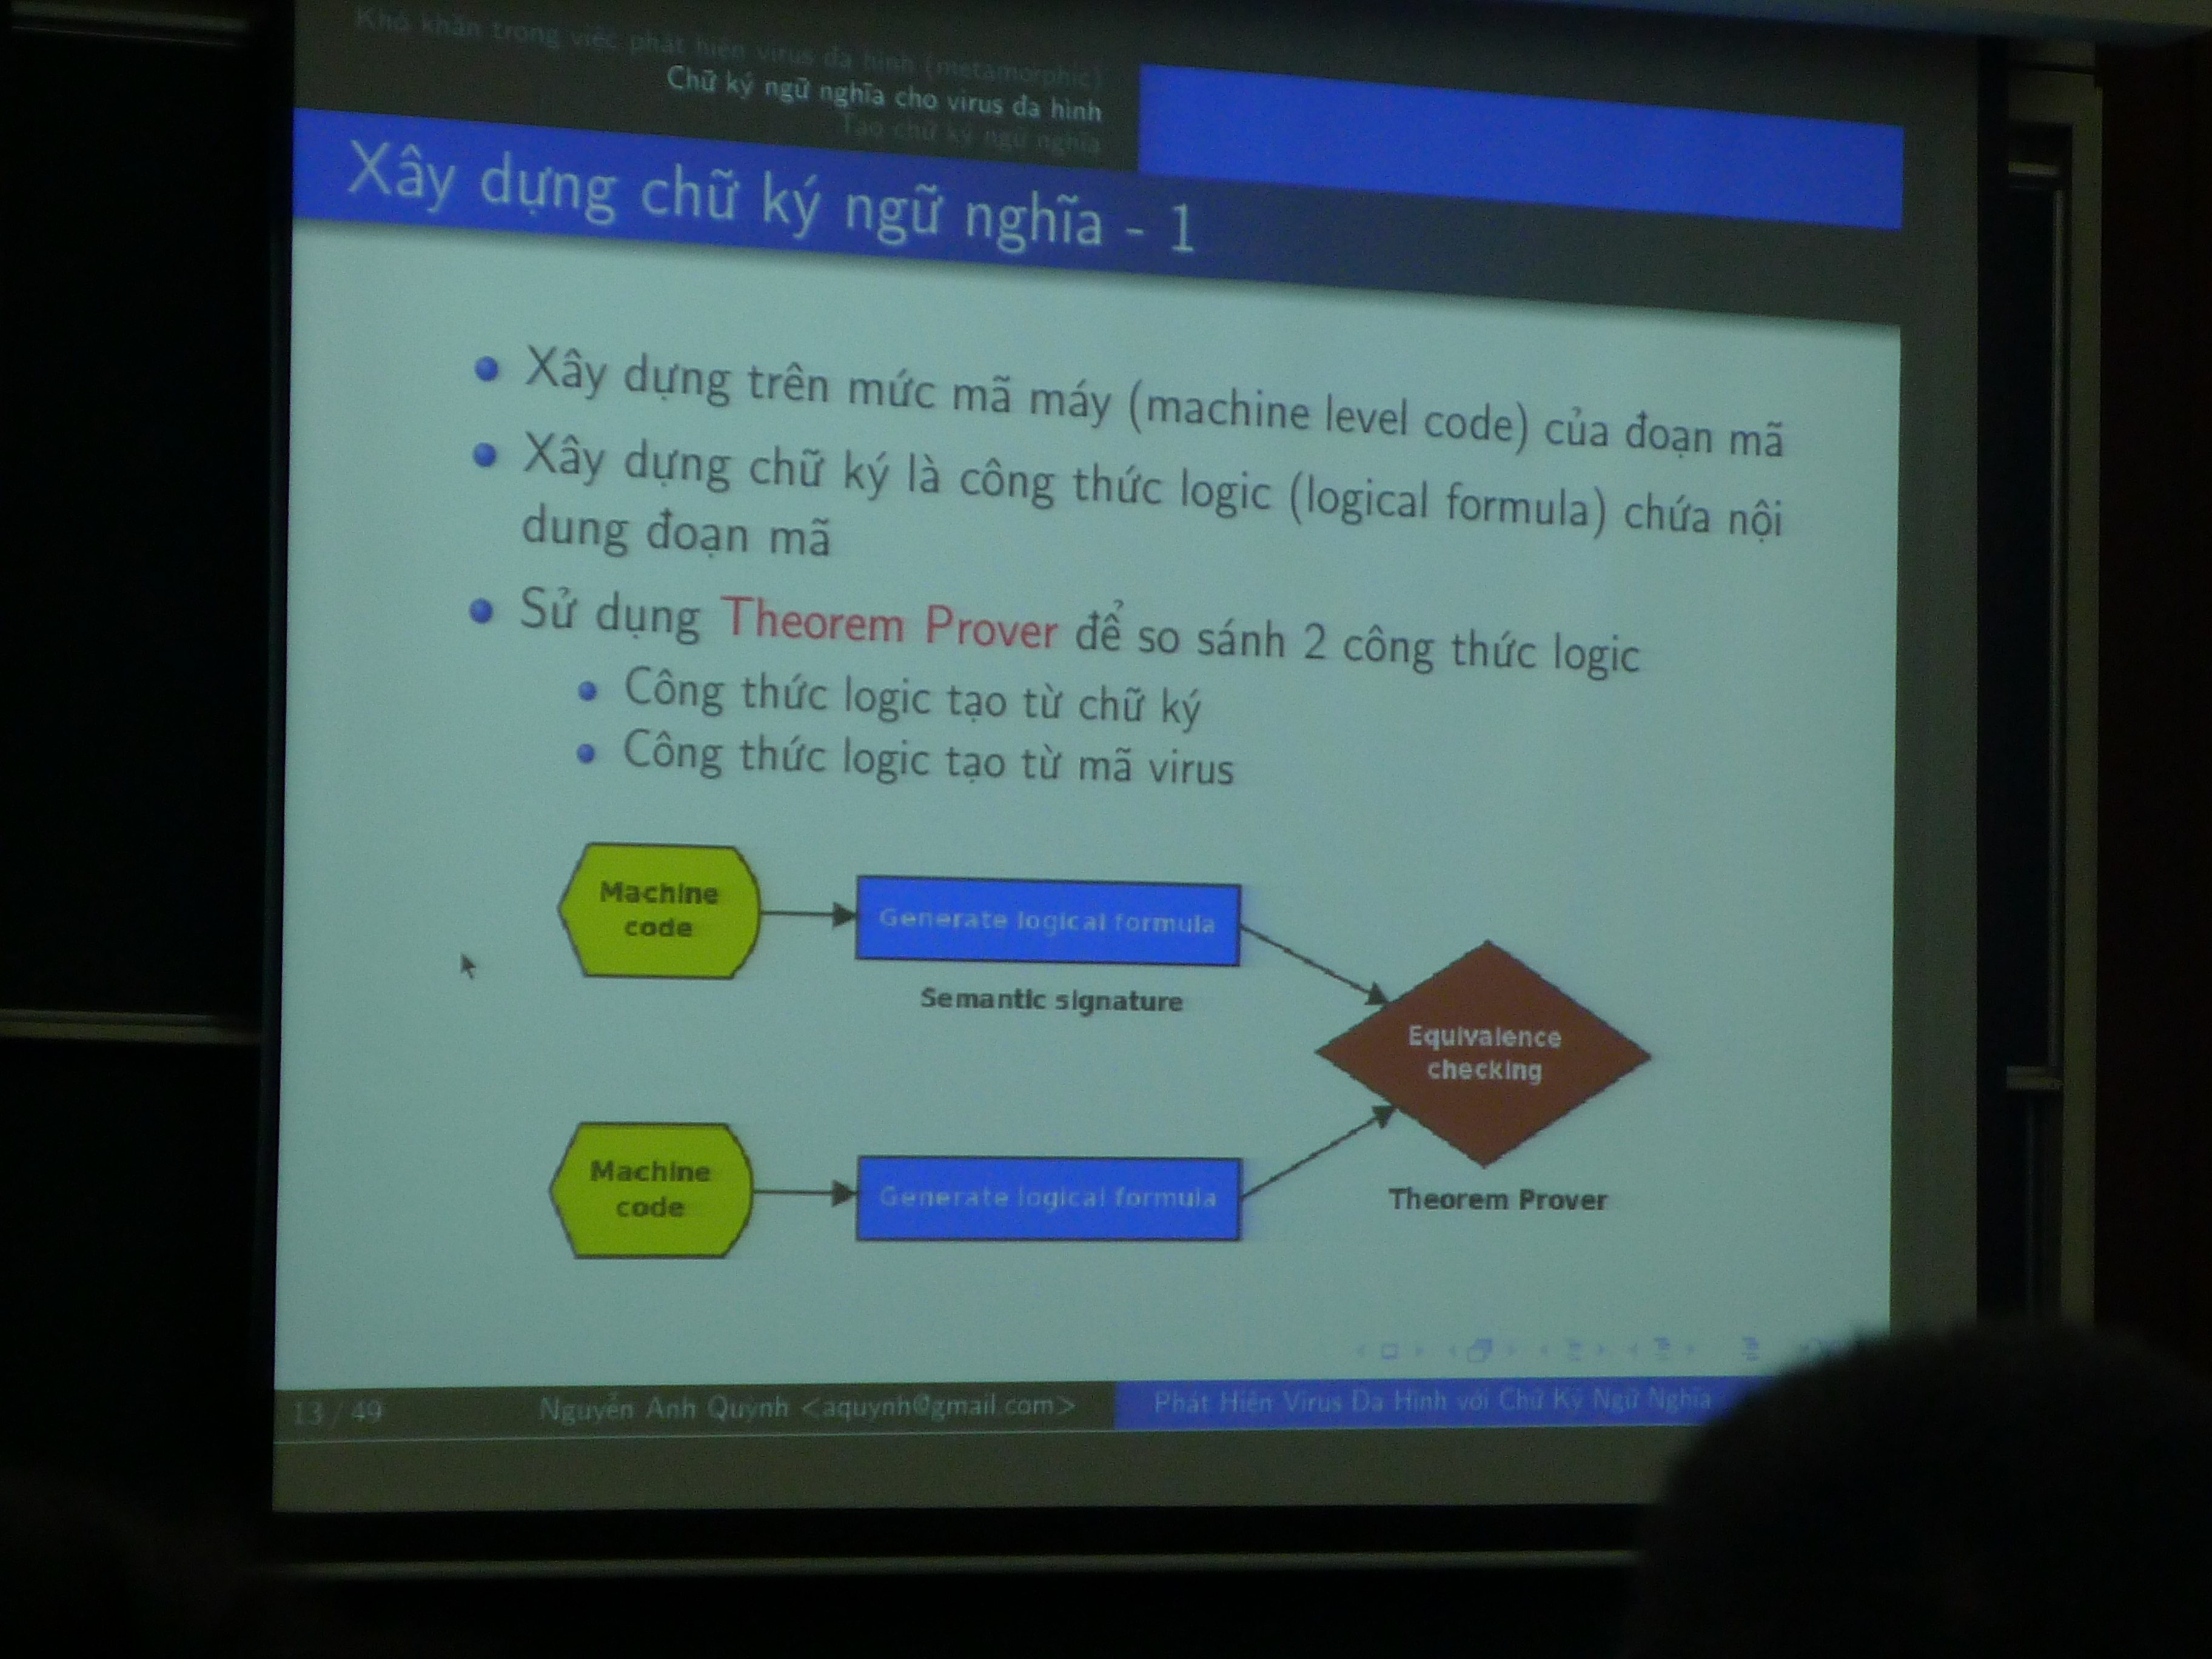 Khó khăn trong việc phát hiện virus đa hình (metamorphic)
Chữ ký ngữ nghĩa cho virus đa hình
Tạo chữ ký ngữ nghĩa
Xây dựng chữ ký ngữ nghĩa - 1
Xây dựng trên mức mã máy (machine level code) của đoạn mã
Xây dựng chữ ký là công thức logic (logical formula) chứa nội
dung đoạn mã
Sử dụng Theorem Prover để so sánh 2 công thức logic
Công thức logic tạo từ chữ ký
Công thức logic tạo từ mã virus
Machine
code
Generate logical formula
Semantic signature
Equivalence
checking
Theorem Prover
Machine
code
Generate logical formula
13 / 49
Nguyễn Anh Quỳnh <aquynh@gmail.com>
Phát Hiện Virus Đa Hình với Chữ Ký Ngữ Nghĩa